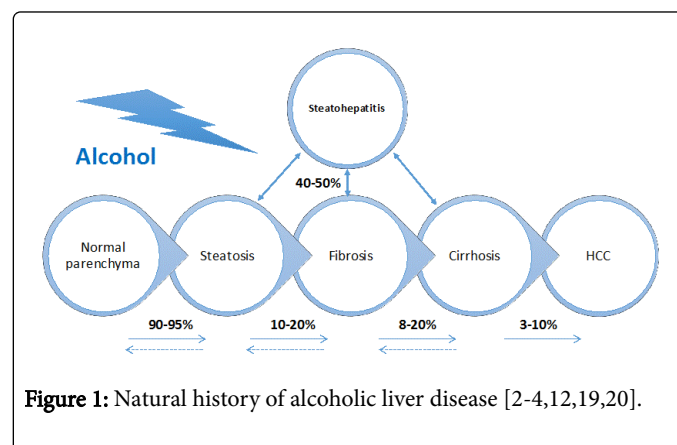 Steatohepatitis
Alcohol
40-50%
Normal
parenchyma
Steatosis
Fibrosis
Cirrhosis
HCC
90-95%
10-20%
8-20%
3-10%
Figure 1: Natural history of alcoholic liver disease [2-4,12,19,20].